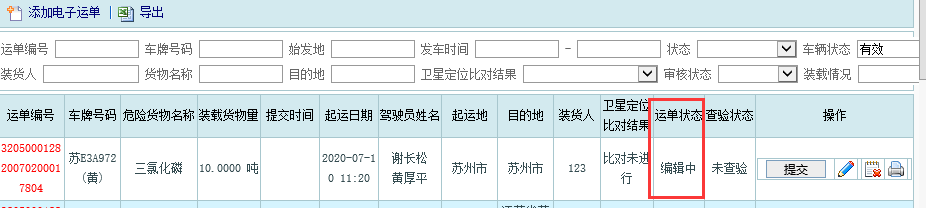 添加电子运单 导出
运单编号 车牌号码 始发地 发车时间 - 状态 车辆状态 有效
装货人 货物名称 目的地 卫星定位比对结果 审核状态 装载情况
运单编号 车牌号码 危险货物名称 装载货物量 提交时间 起运日期 驾驶员姓名 起运地 目的地 装货人 卫星定位 运单状态 查验状态 操作
比对结果
3205000128 苏E3A972 三氯化磷 10.0000 吨 2020-07-1 谢长松 苏州市 苏州市 123 比对未进 编辑中 未查验 提交
2007020001 (黄) 0 11:20 黄厚平 行
7804